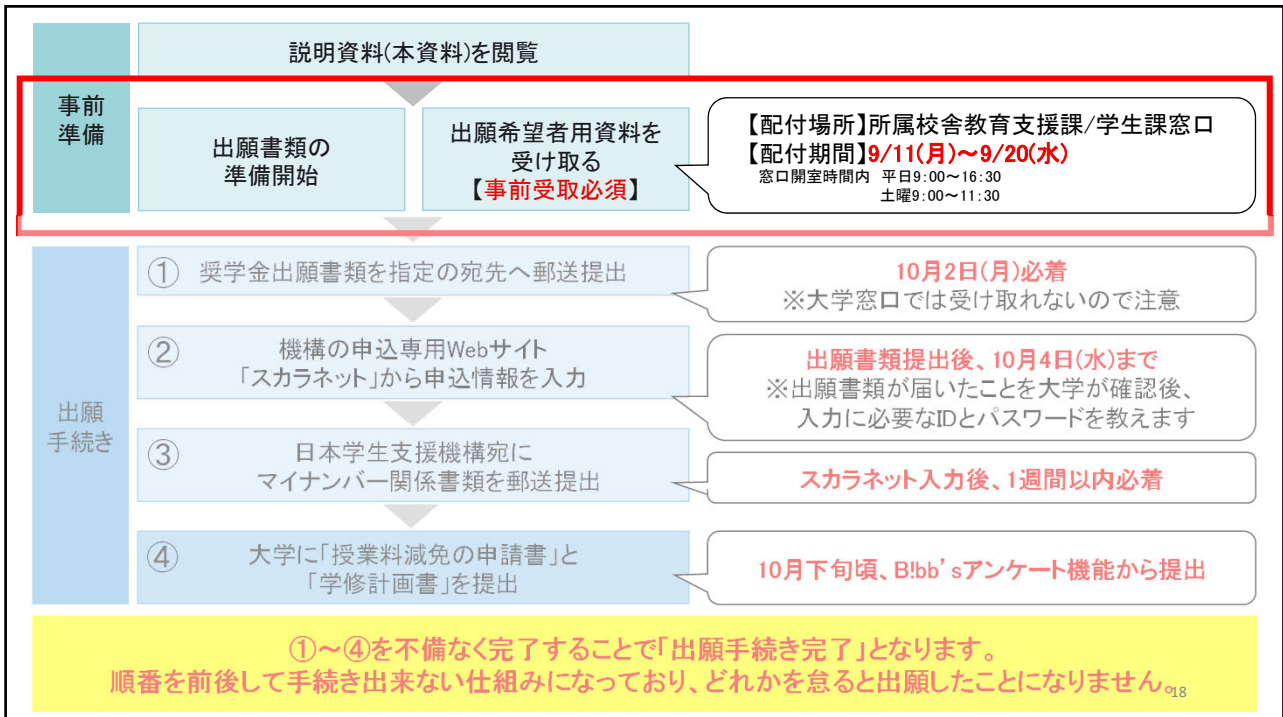 説明資料(本資料)を閲覧
事前
準備
出願書類の
準備開始
出願希望者用資料を
受け取る
【事前受取必須】
【配付場所】所属校舎教育支援課/学生課窓口
【配付期間】9/11(月)～9/20(水)
窓口開室時間内 平日9:00～16:30
土曜9:00～11:30
出願
手続き
① 奨学金出願書類を指定の宛先へ郵送提出
10月2日(月)必着
※大学窓口では受け取れないので注意
② 機構の申込専用Webサイト
「スカラネット」から申込情報を入力
出願書類提出後、10月4日(水)まで
※出願書類が届いたことを大学が確認後、
入力に必要なIDとパスワードを教えます
③ 日本学生支援機構宛に
マイナンバー関係書類を郵送提出
スカラネット入力後、1週間以内必着
④ 大学に「授業料減免の申請書」と
「学修計画書」を提出
10月下旬頃、B!bb'sアンケート機能から提出
①～④を不備なく完了することで「出願手続き完了」となります。
順番を前後して手続き出来ない仕組みになっており、どれかを怠ると出願したことになりません。
18